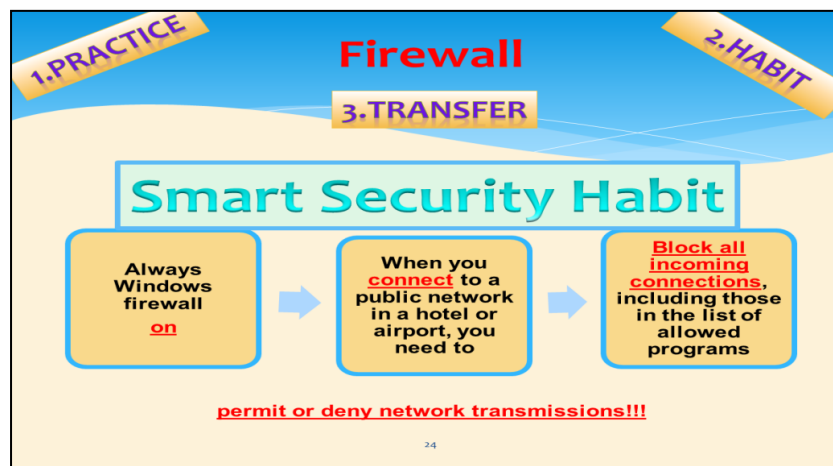 1.PRACTICE
Firewall
2.HABIT
3.TRANSFER
Smart Security Habit
Always
Windows
firewall
on
When you
connect to a
public network
in a hotel or
airport, you
need to
Block all
incoming
connections,
including those
in the list of
allowed
programs
permit or deny network transmissions!!!
24